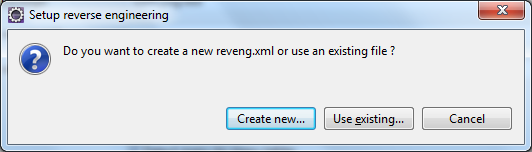 Setup reverse engineering
Do you want to create a new reveng.xml or use an existing file ?
Create new...
Use existing...
Cancel